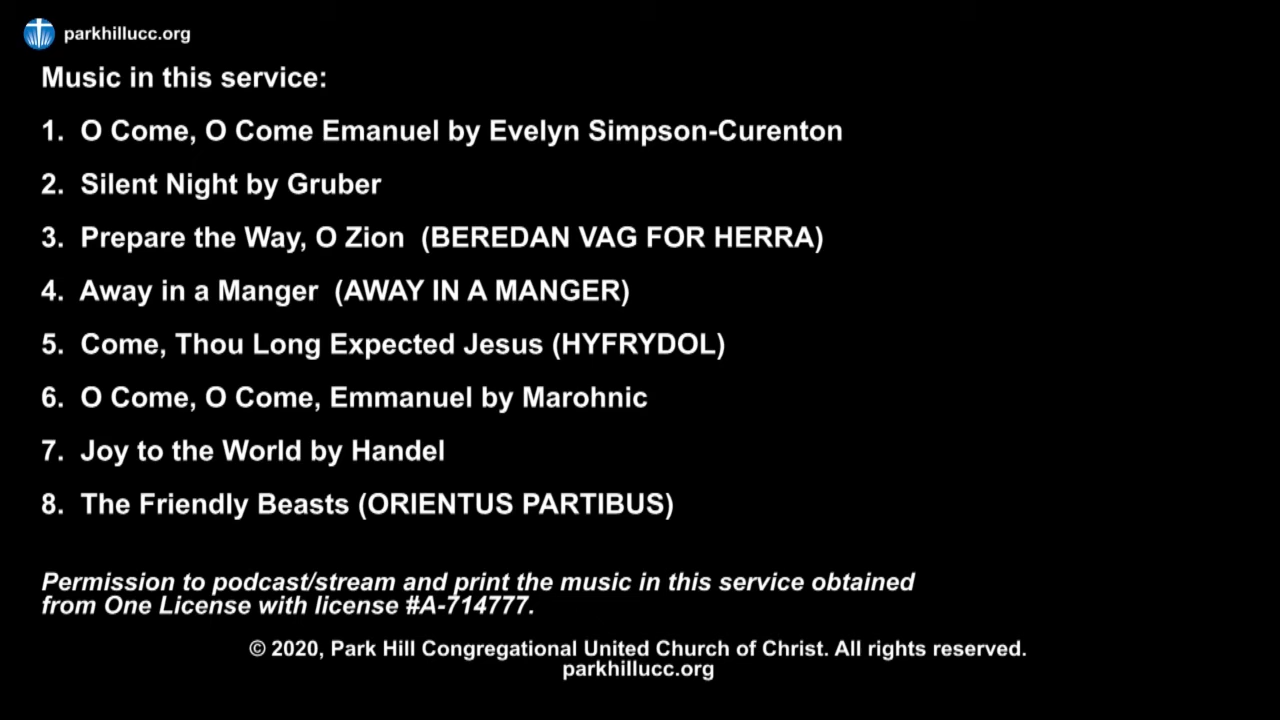 parkhillucc.org
Music in this service:
1. O Come, O Come Emanuel by Evelyn Simpson-Curenton
2. Silent Night by Gruber
3. Prepare the Way, O Zion (BEREDAN VAG FOR HERRA)
4. Away in a Manger (AWAY IN A MANGER)
5. Come, Thou Long Expected Jesus (HYFRYDOL)
6. O Come, O Come, Emmanuel by Marohnic
7. Joy to the World by Handel
8. The Friendly Beasts (ORIENTUS PARTIBUS)
Permission to podcast/stream and print the music in this service obtained
from One License with license #A-714777.
© 2020, Park Hill Congregational United Church of Christ. All rights reserved.
parkhillucc.org